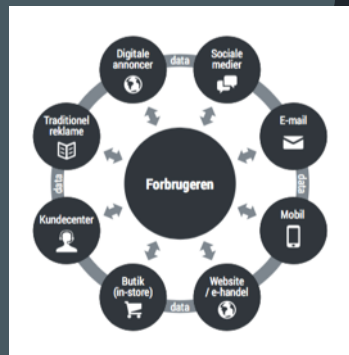 Digitale
annoncer
data
Sociale
medier
Traditionel
reklame
E-mail
Forbrugeren
data
data
Kundecenter
Mobil
Butik
(in-store)
data
Website
/ e-handel